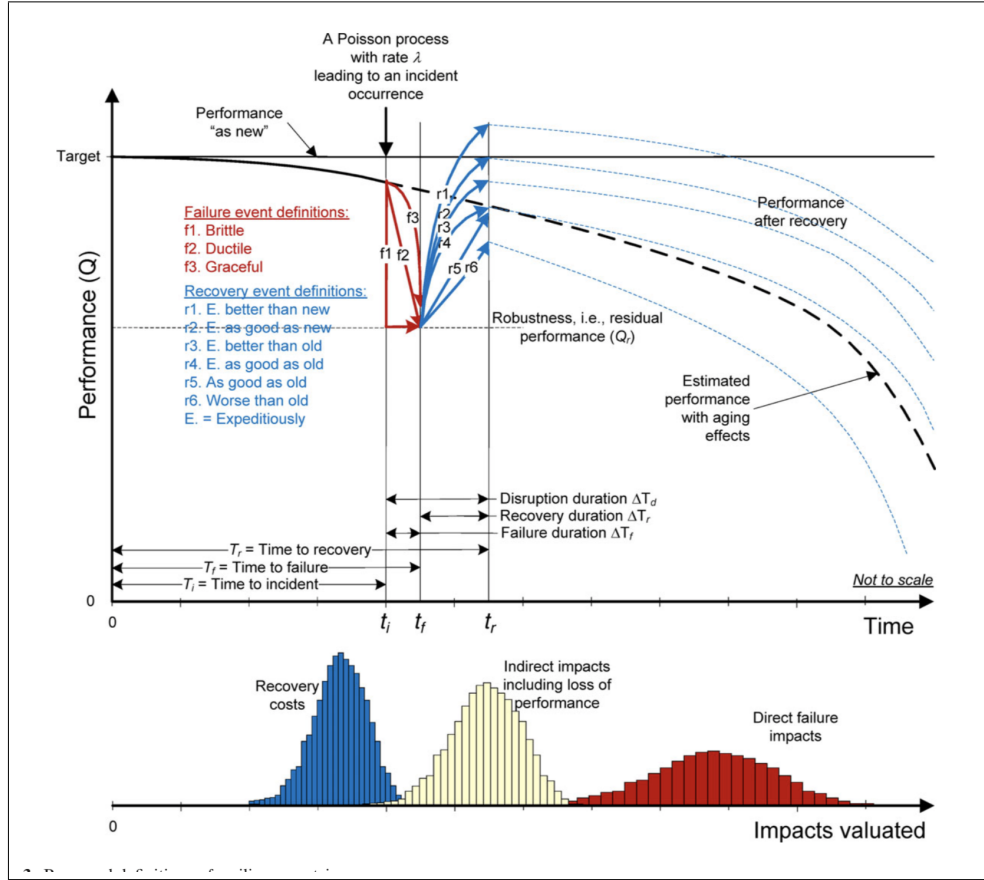 A Poisson process
with rate λ
leading to an incident
occurrence
Performance
“as new”
Target
Performance (Q)
Failure event definitions:
f1. Brittle
f2. Ductile
f3. Graceful
Recovery event definitions:
r1. E. better than new
r2. E. as good as new
r3. E. better than old
r4. E. as good as old
r5. As good as old
r6. Worse than old
E. = Expeditiously
f1
f2
f3
r1
r2
r3
r4
r5
r6
Performance
after recovery
Robustness, i.e., residual
performance (Qr)
Estimated
performance
with aging
effects
Disruption duration ΔTd
Recovery duration ΔTr
Failure duration ΔTf
Tr = Time to recovery
Tf = Time to failure
Ti = Time to incident
Not to scale
0
0
ti
tf
tr
Time
Recovery
costs
Indirect impacts
including loss of
performance
Direct failure
impacts
0
Impacts valuated